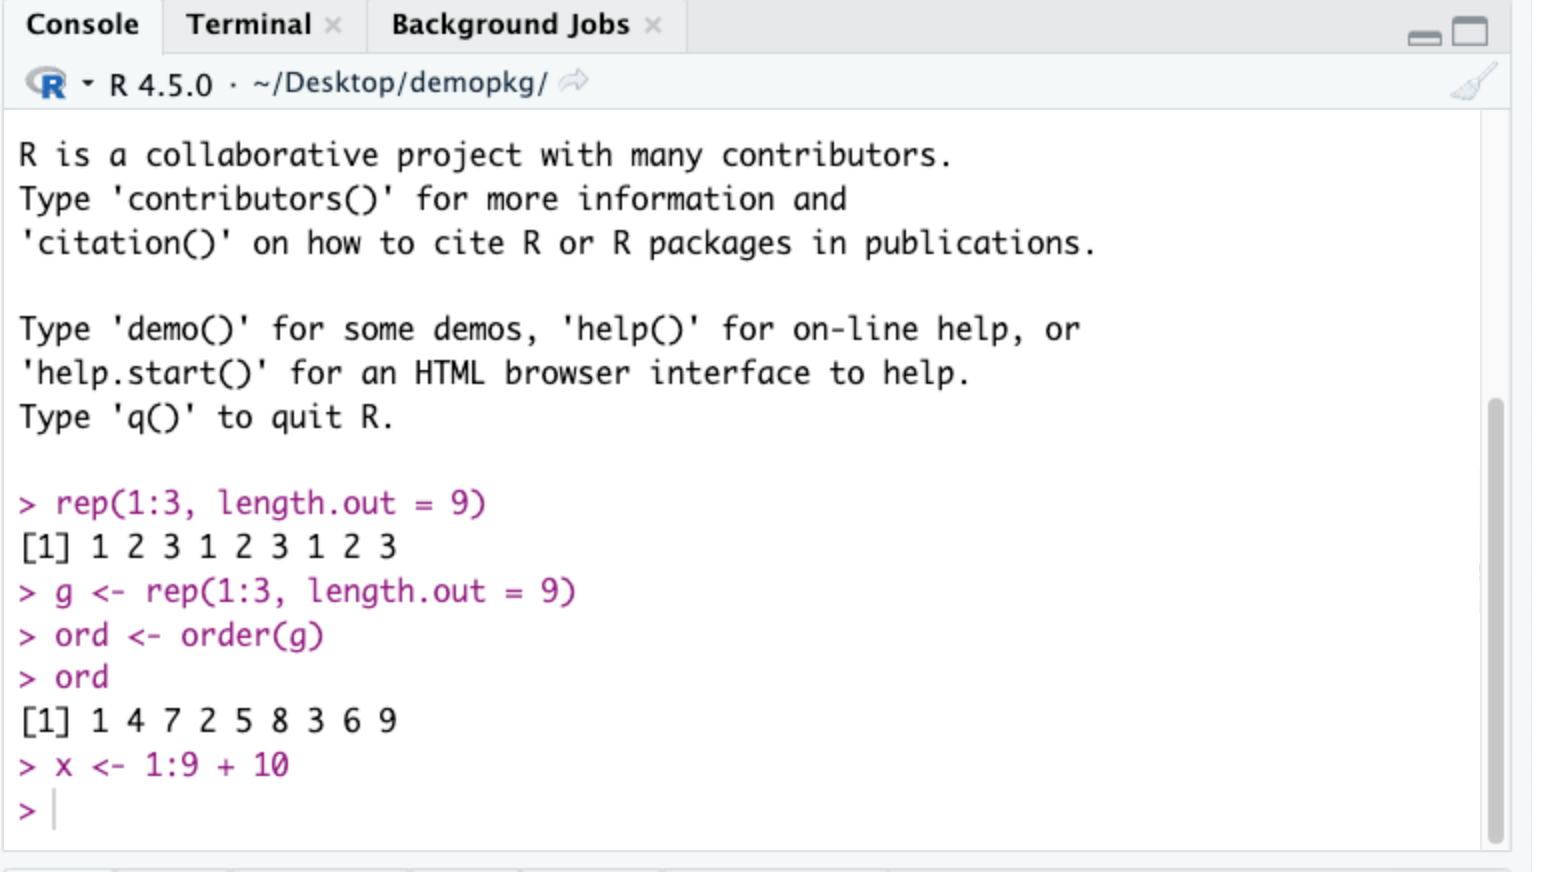 Console Terminal Background Jobs
R 4.5.0 · ~/Desktop/demopkg/
R is a collaborative project with many contributors.
Type 'contributors()' for more information and
'citation()' on how to cite R or R packages in publications.
Type 'demo()' for some demos, 'help()' for on-line help, or
'help.start()' for an HTML browser interface to help.
Type 'q()' to quit R.
> rep(1:3, length.out = 9)
[1] 1 2 3 1 2 3 1 2 3
> g <- rep(1:3, length.out = 9)
> ord <- order(g)
> ord
[1] 1 4 7 2 5 8 3 6 9
> x <- 1:9 + 10
>